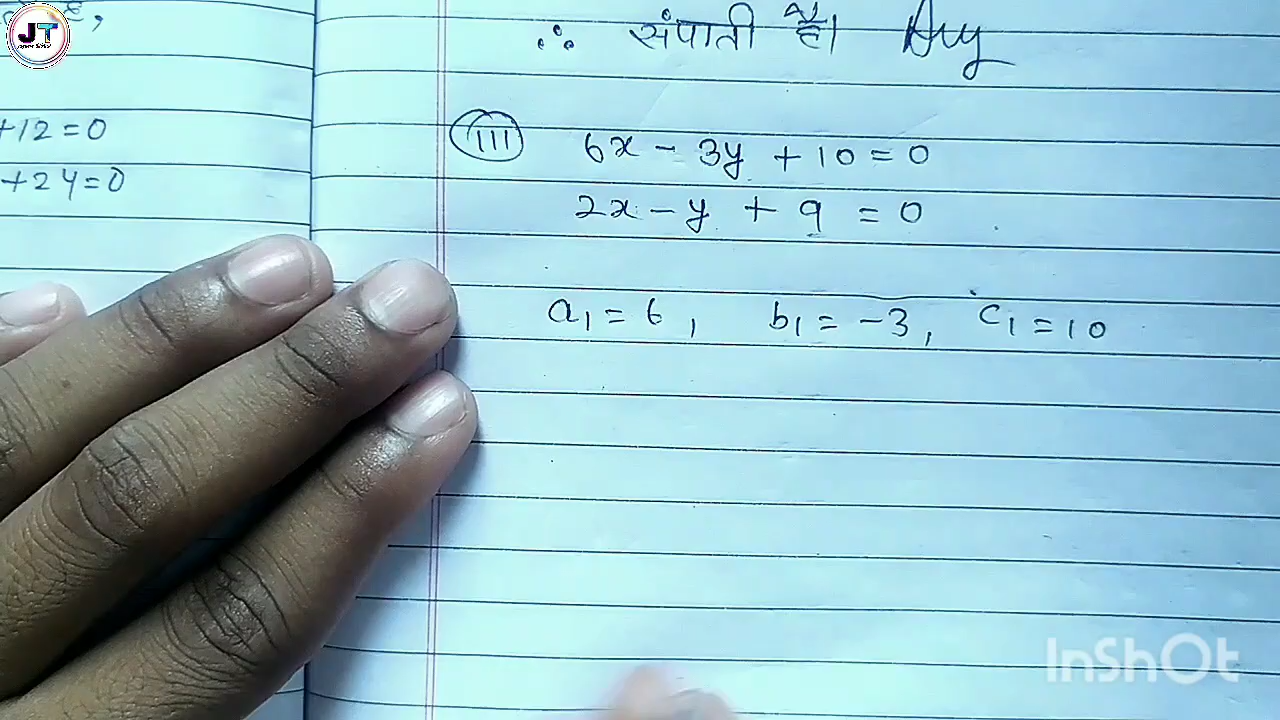 JT
+12=0
+24=0
∴ संपाती हैं। Ans
(iii) 6x - 3y + 10 = 0
2x - y + 9 = 0
a₁ = 6, b₁ = -3, c₁ = 10
InShOt